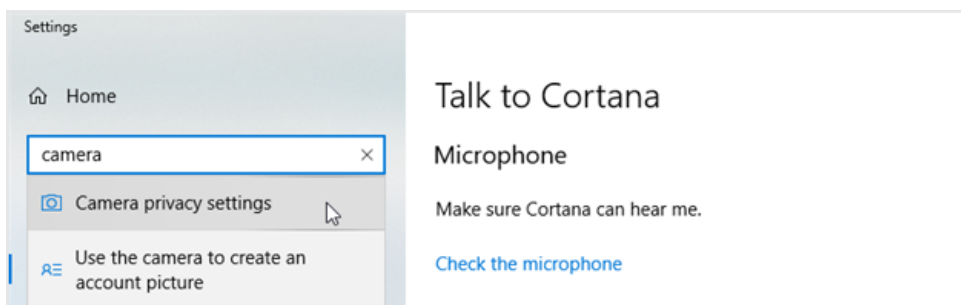 Settings
Home
camera
Camera privacy settings
Use the camera to create an
account picture
Talk to Cortana
Microphone
Make sure Cortana can hear me.
Check the microphone